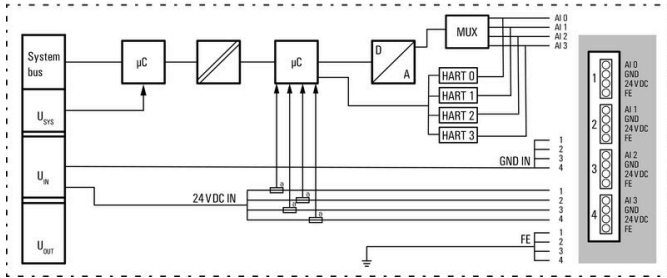 System
bus
U SYS
U IN
U OUT
µC
µC
D
A
MUX
AI 0
AI 1
AI 2
AI 3
HART 0
HART 1
HART 2
HART 3
GND IN
1
2
3
4
24 V DC IN
1
2
3
4
FE
1
2
3
4
1
AI 0
GND
24 V DC
FE
2
AI 1
GND
24 V DC
FE
3
AI 2
GND
24 V DC
FE
4
AI 3
GND
24 V DC
FE